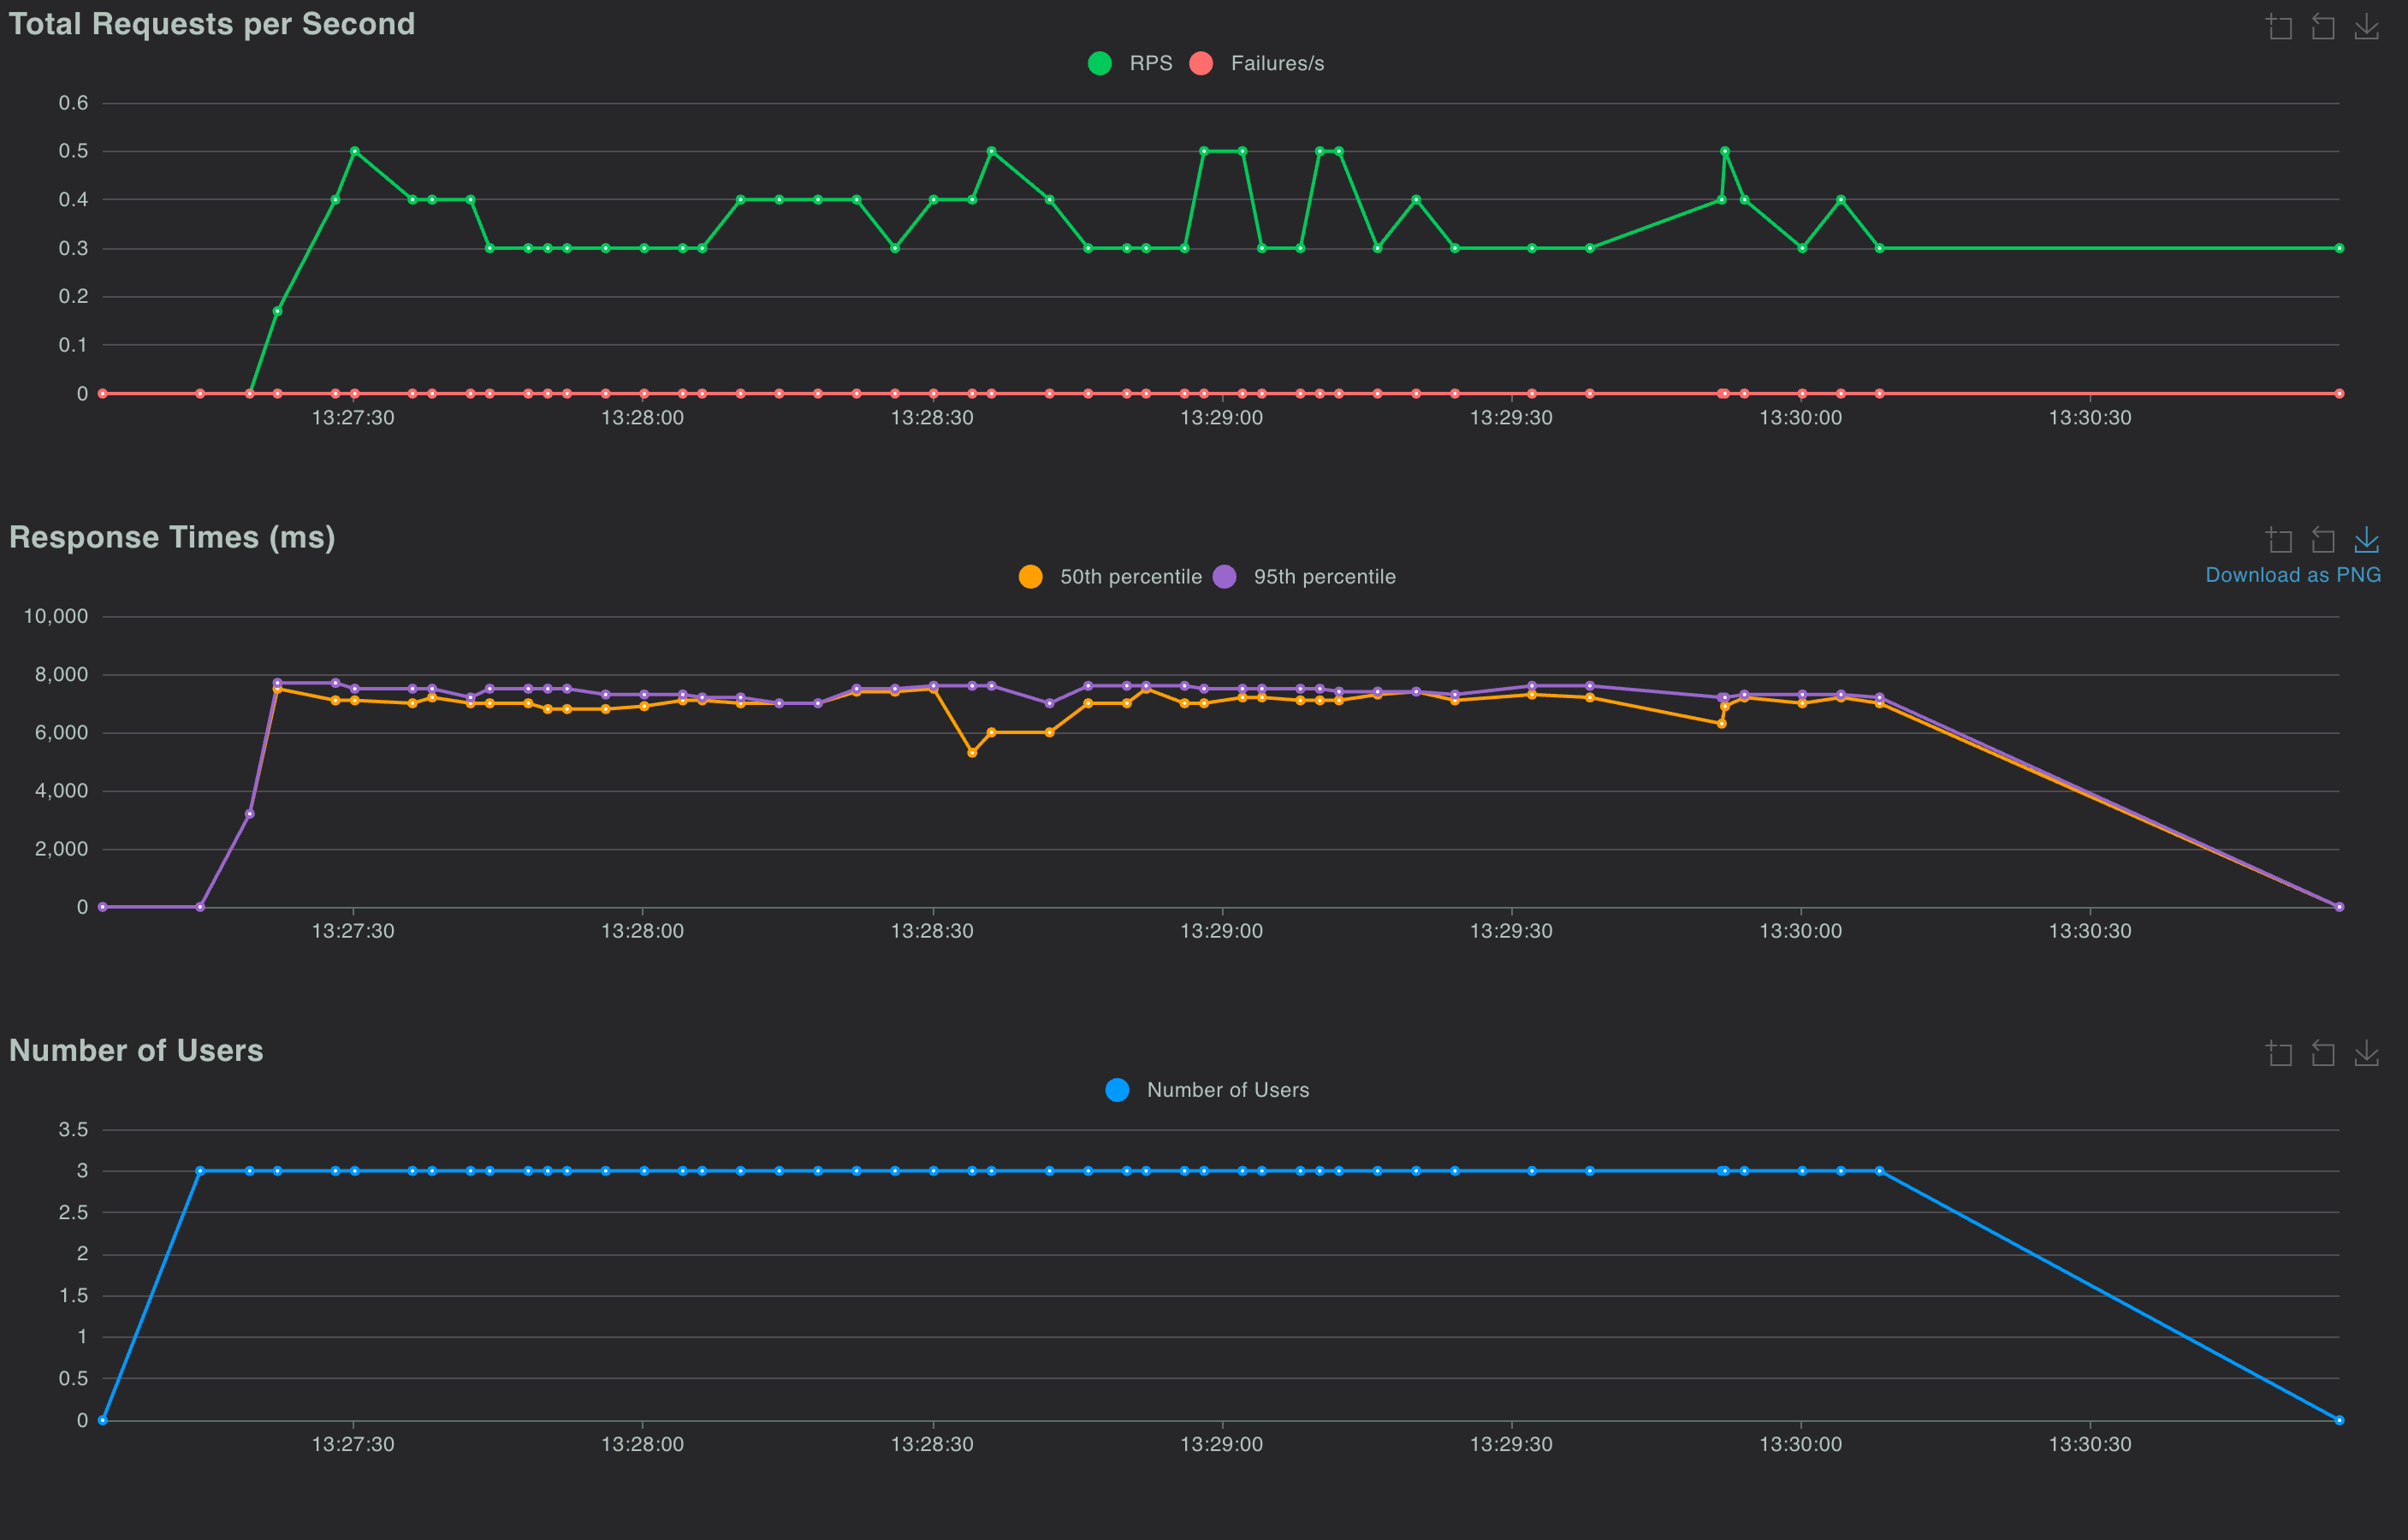 Total Requests per Second
RPS Failures/s
0.6
0.5
0.4
0.3
0.2
0.1
0
13:27:30 13:28:00 13:28:30 13:29:00 13:29:30 13:30:00 13:30:30
Response Times (ms)
50th percentile 95th percentile
Download as PNG
10,000
8,000
6,000
4,000
2,000
0
13:27:30 13:28:00 13:28:30 13:29:00 13:29:30 13:30:00 13:30:30
Number of Users
Number of Users
3.5
3
2.5
2
1.5
1
0.5
0
13:27:30 13:28:00 13:28:30 13:29:00 13:29:30 13:30:00 13:30:30